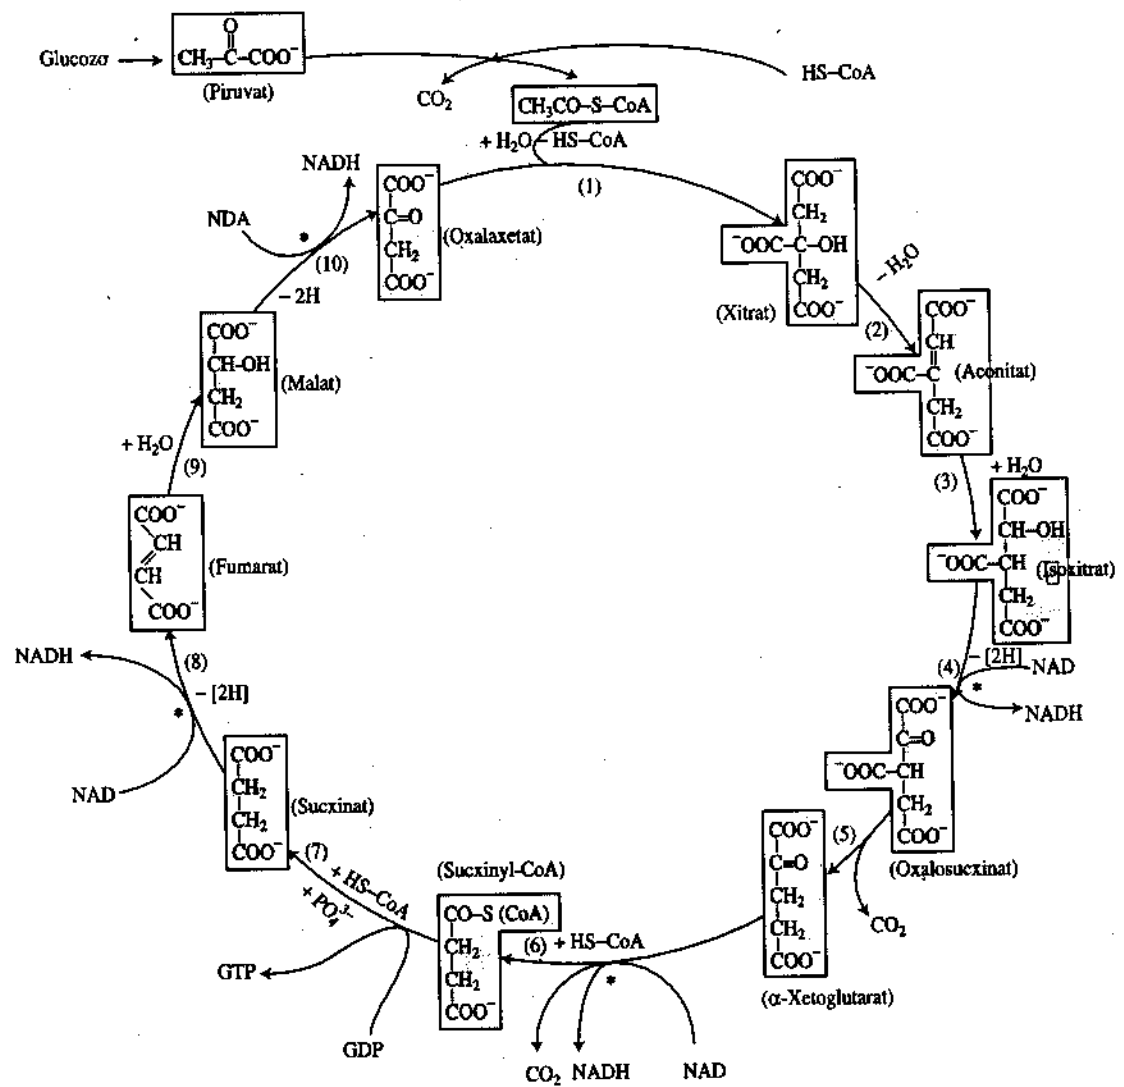 O
Glucozơ
CH₃–C–COO⁻
(Piruvat)
CO₂
HS–CoA
CH₃CO–S–CoA
+ H₂O – HS–CoA
(1)
NADH
NDA
*
(10)
– 2H
COO⁻
C=O
CH₂
COO⁻
(Oxalaxetat)
COO⁻
CH₂
⁻OOC–C–OH
CH₂
COO⁻
(Xitrat)
– H₂O
(2)
COO⁻
CH
⁻OOC–C
CH₂
COO⁻
(Aconitat)
(3)
+ H₂O
COO⁻
CH–OH
⁻OOC–CH
CH₂
COO⁻
(Isoxitrat)
(4)
– [2H]
NAD
*
NADH
COO⁻
C=O
⁻OOC–CH
CH₂
COO⁻
(Oxalosucxinat)
(5)
CO₂
COO⁻
C=O
CH₂
CH₂
COO⁻
(α-Xetoglutarat)
(6) + HS–CoA
*
CO₂ NADH
NAD
(Sucxinyl-CoA)
CO–S (CoA)
CH₂
CH₂
COO⁻
(7) + HS–CoA
+ PO₄³⁻
GTP
GDP
COO⁻
CH₂
CH₂
COO⁻
(Sucxinat)
(8)
– [2H]
*
NADH
NAD
COO⁻
CH
CH
COO⁻
(Fumarat)
(9)
+ H₂O
COO⁻
CH–OH
CH₂
COO⁻
(Malat)